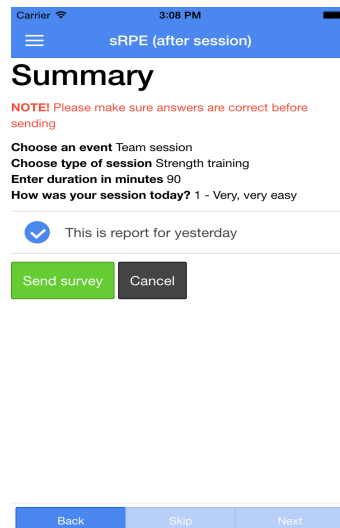 Carrier 3:08 PM
sRPE (after session)
Summary
NOTE! Please make sure answers are correct before
sending
Choose an event Team session
Choose type of session Strength training
Enter duration in minutes 90
How was your session today? 1 - Very, very easy
This is report for yesterday
Send survey Cancel
Back Skip Next